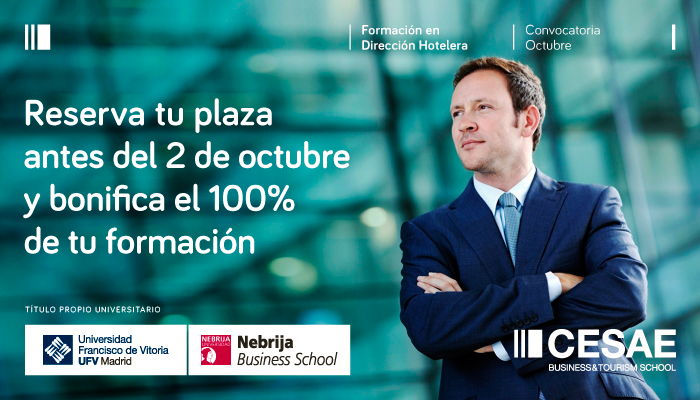 Formación en
Dirección Hotelera
Convocatoria
Octubre
Reserva tu plaza
antes del 2 de octubre
y bonifica el 100%
de tu formación
TÍTULO PROPIO UNIVERSITARIO
Universidad
Francisco de Vitoria
UFV Madrid
NEBRIJA
UNIVERSIDAD
Nebrija
Business School
CESAE
BUSINESS&TOURISM SCHOOL